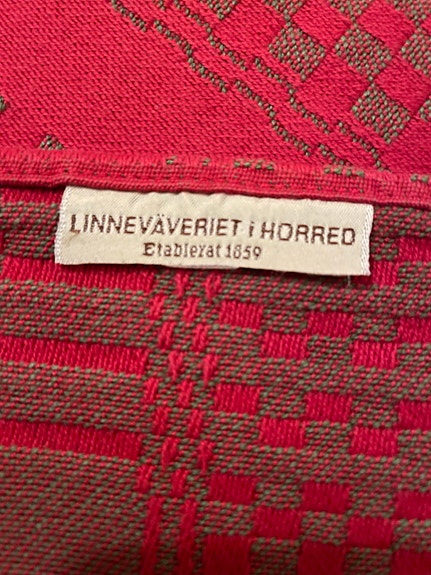 LINNEVÄVERIET i HORRED
Etablerat 1859